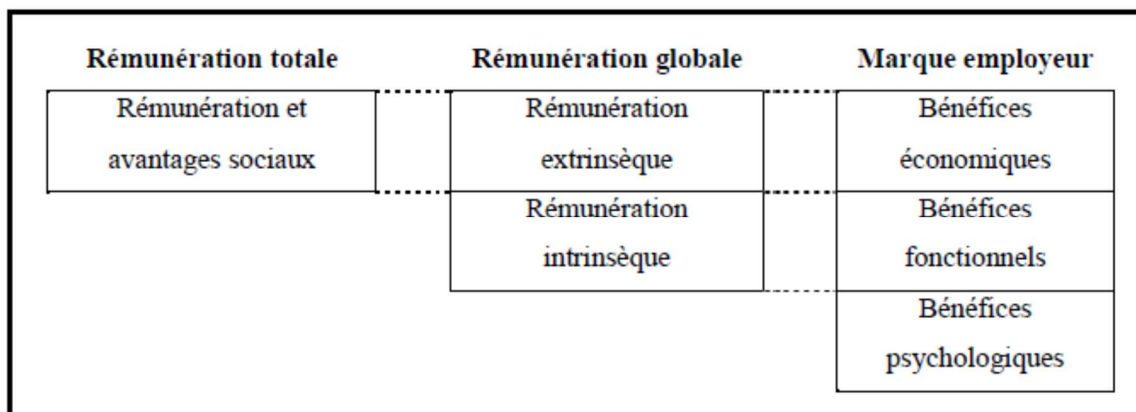 Rémunération totale Rémunération globale Marque employeur
Rémunération et Rémunération Bénéfices
avantages sociaux extrinsèque économiques
Rémunération Bénéfices
intrinsèque fonctionnels
Bénéfices
psychologiques